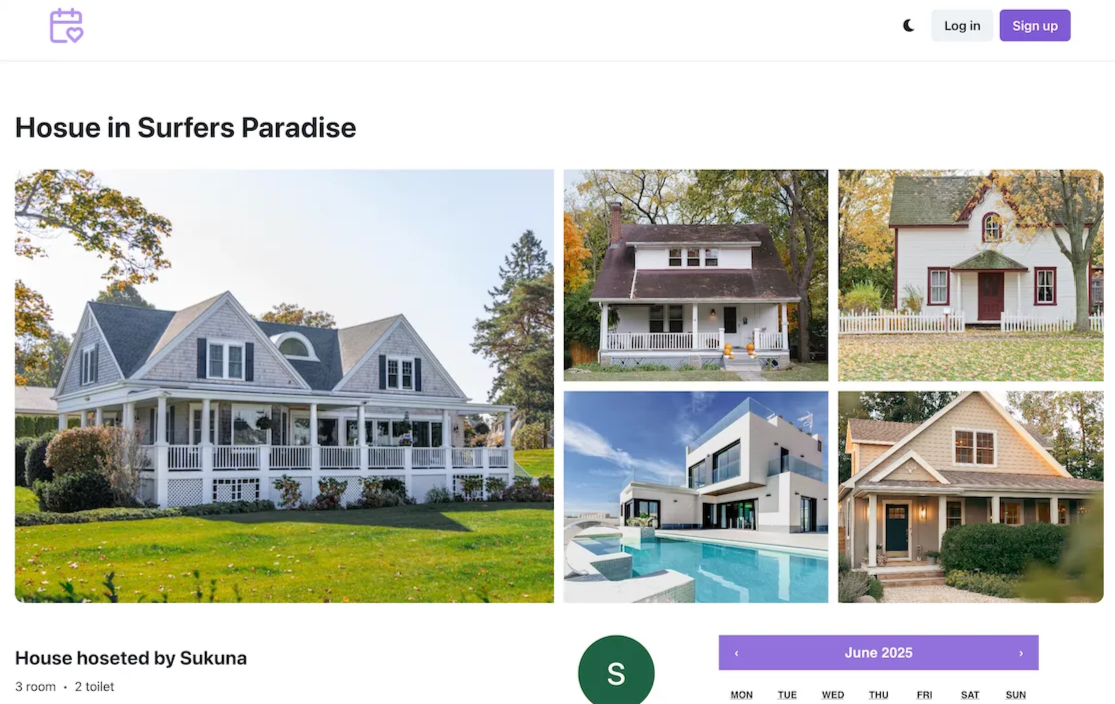 Log in
Sign up
Hosue in Surfers Paradise
House hoseted by Sukuna
3 room · 2 toilet
S
‹ June 2025 ›
MON TUE WED THU FRI SAT SUN